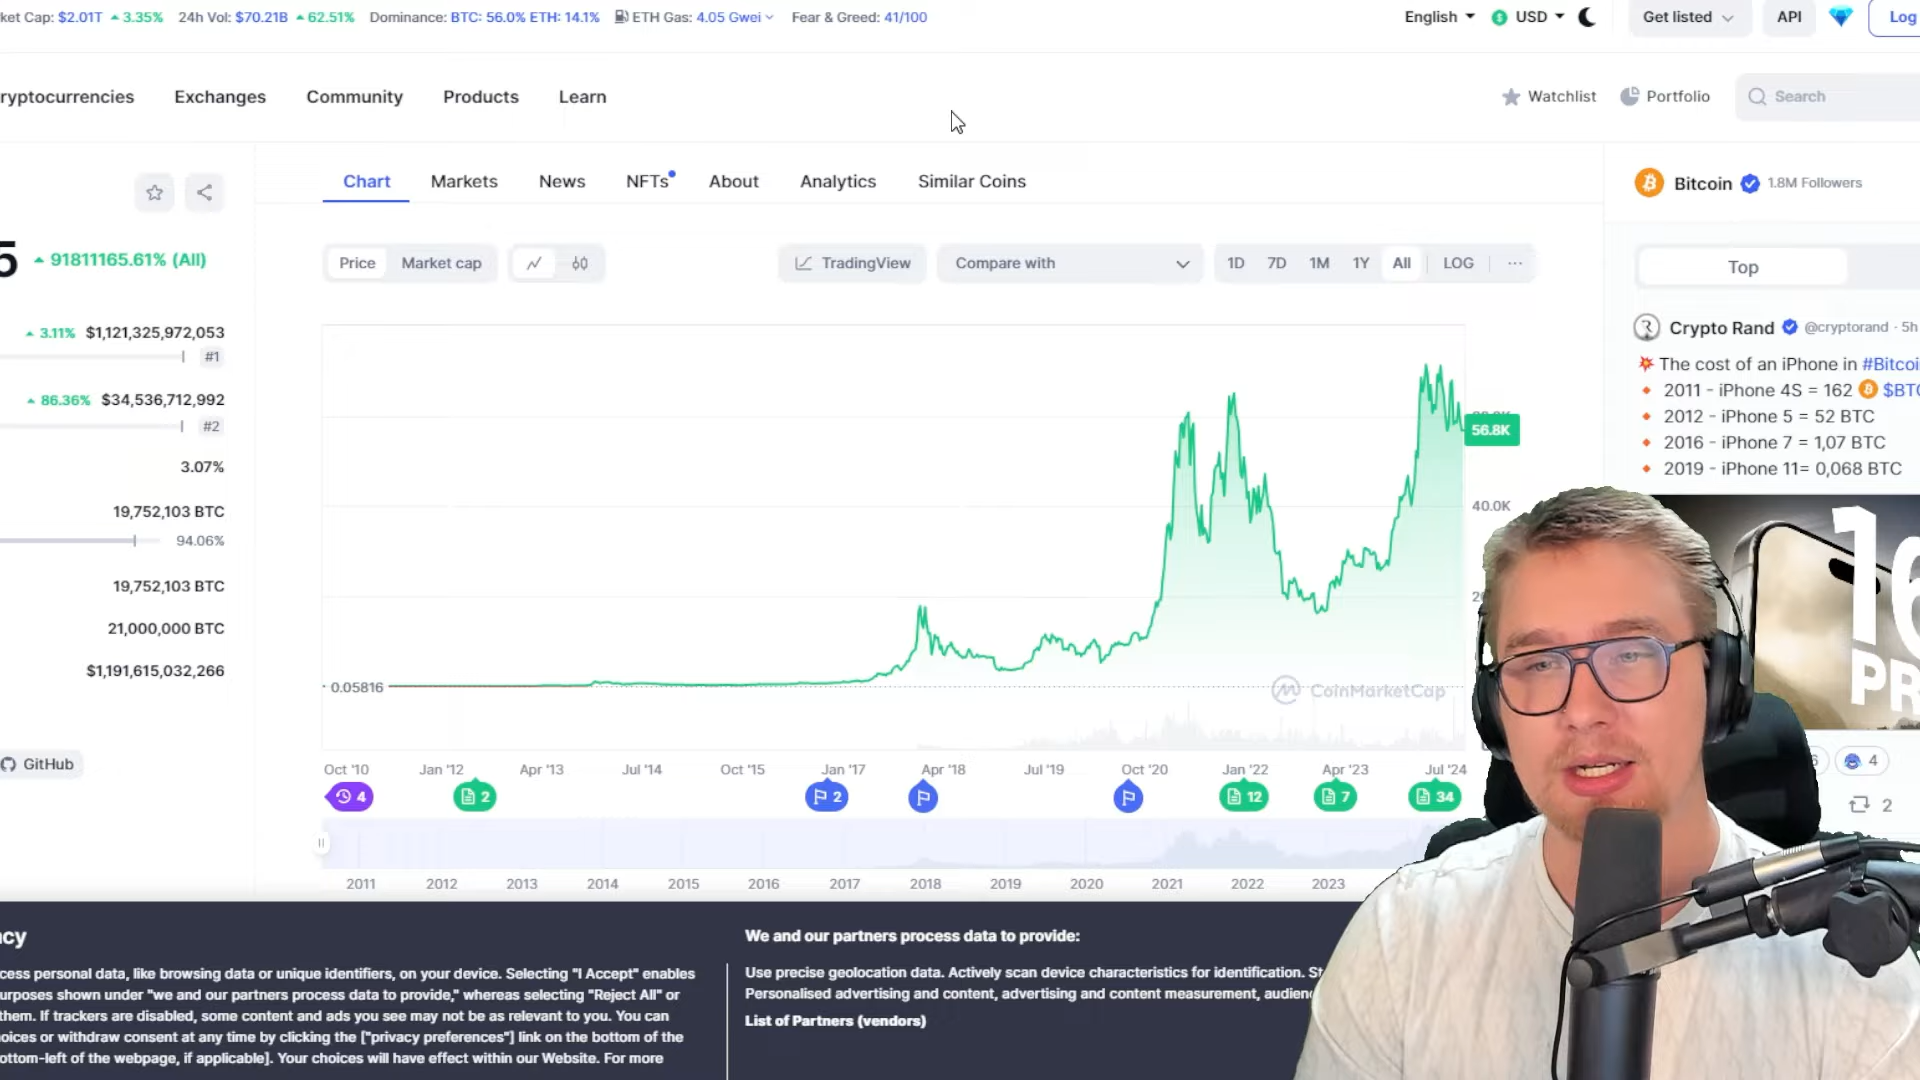 ket Cap: $2.01T 3.35% 24h Vol: $70.21B 62.51% Dominance: BTC: 56.0% ETH: 14.1% ETH Gas: 4.05 Gwei Fear & Greed: 41/100
English USD Get listed API Log
ryptocurrencies Exchanges Community Products Learn
Watchlist Portfolio Search
Chart Markets News NFTs About Analytics Similar Coins
Bitcoin 1.8M Followers
5 91811165.61% (All)
Price Market cap TradingView Compare with 1D 7D 1M 1Y All LOG ...
Top
Crypto Rand @cryptorand · 5h
The cost of an iPhone in #Bitcoi
2011 - iPhone 4S = 162 $BTC
2012 - iPhone 5 = 52 BTC
2016 - iPhone 7 = 1,07 BTC
2019 - iPhone 11= 0,068 BTC
3.11% $1,121,325,972,053
#1
86.36% $34,536,712,992
#2
3.07%
19,752,103 BTC
94.06%
19,752,103 BTC
21,000,000 BTC
$1,191,615,032,266
GitHub
56.8K
40.0K
0.05816
CoinMarketCap
16
PR
Oct '10 Jan '12 Apr '13 Jul '14 Oct '15 Jan '17 Apr '18 Jul '19 Oct '20 Jan '22 Apr '23 Jul '24
4 2 2 12 7 34
4
2
2011 2012 2013 2014 2015 2016 2017 2018 2019 2020 2021 2022 2023
cy
cess personal data, like browsing data or unique identifiers, on your device. Selecting "I Accept" enables
urposes shown under "we and our partners process data to provide," whereas selecting "Reject All" or
them. If trackers are disabled, some content and ads you see may not be as relevant to you. You can
oices or withdraw consent at any time by clicking the ["privacy preferences"] link on the bottom of the
ottom-left of the webpage, if applicable]. Your choices will have effect within our Website. For more
We and our partners process data to provide:
Use precise geolocation data. Actively scan device characteristics for identification. St
Personalised advertising and content, advertising and content measurement, audien
List of Partners (vendors)